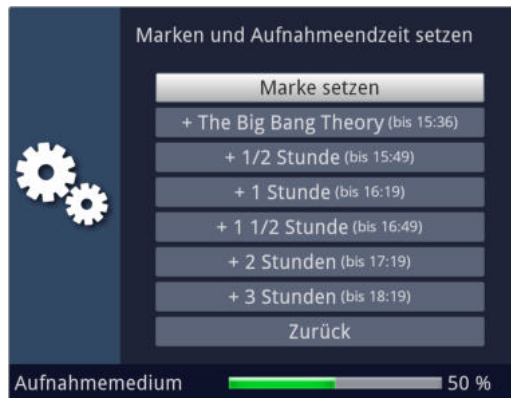 Marken und Aufnahmeendzeit setzen
Marke setzen
+ The Big Bang Theory (bis 15:36)
+ 1/2 Stunde (bis 15:49)
+ 1 Stunde (bis 16:19)
+ 1 1/2 Stunde (bis 16:49)
+ 2 Stunden (bis 17:19)
+ 3 Stunden (bis 18:19)
Zurück
Aufnahmemedium 50 %